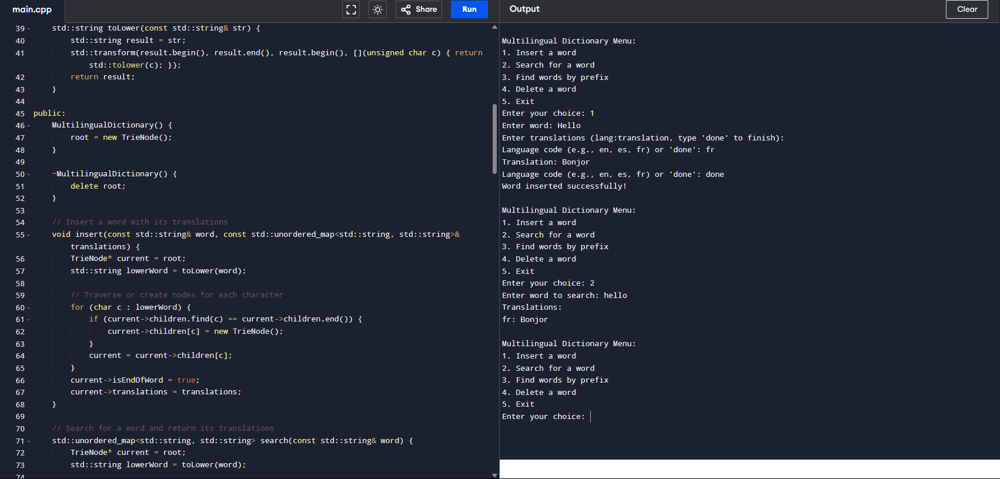 main.cpp
Share
Run
Output
Clear
39 std::string toLower(const std::string& str) {
40 std::string result = str;
41 std::transform(result.begin(), result.end(), result.begin(), [](unsigned char c) { return
std::tolower(c); });
42 return result;
43 }
44
45 public:
46 MultilingualDictionary() {
47 root = new TrieNode();
48 }
49
50 ~MultilingualDictionary() {
51 delete root;
52 }
53
54 // Insert a word with its translations
55 void insert(const std::string& word, const std::unordered_map<std::string, std::string>&
translations) {
56 TrieNode* current = root;
57 std::string lowerWord = toLower(word);
58
59 // Traverse or create nodes for each character
60 for (char c : lowerWord) {
61 if (current->children.find(c) == current->children.end()) {
62 current->children[c] = new TrieNode();
63 }
64 current = current->children[c];
65 }
66 current->isEndOfWord = true;
67 current->translations = translations;
68 }
69
70 // Search for a word and return its translations
71 std::unordered_map<std::string, std::string> search(const std::string& word) {
72 TrieNode* current = root;
73 std::string lowerWord = toLower(word);
74
Multilingual Dictionary Menu:
1. Insert a word
2. Search for a word
3. Find words by prefix
4. Delete a word
5. Exit
Enter your choice: 1
Enter word: Hello
Enter translations (lang:translation, type 'done' to finish):
Language code (e.g., en, es, fr) or 'done': fr
Translation: Bonjor
Language code (e.g., en, es, fr) or 'done': done
Word inserted successfully!
Multilingual Dictionary Menu:
1. Insert a word
2. Search for a word
3. Find words by prefix
4. Delete a word
5. Exit
Enter your choice: 2
Enter word to search: hello
Translations:
fr: Bonjor
Multilingual Dictionary Menu:
1. Insert a word
2. Search for a word
3. Find words by prefix
4. Delete a word
5. Exit
Enter your choice: